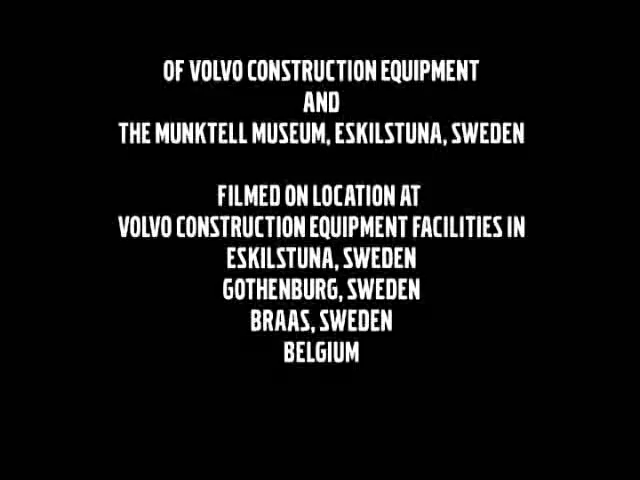 OF VOLVO CONSTRUCTION EQUIPMENT
AND
THE MUNKTELL MUSEUM, ESKILSTUNA, SWEDEN
FILMED ON LOCATION AT
VOLVO CONSTRUCTION EQUIPMENT FACILITIES IN
ESKILSTUNA, SWEDEN
GOTHENBURG, SWEDEN
BRAAS, SWEDEN
BELGIUM